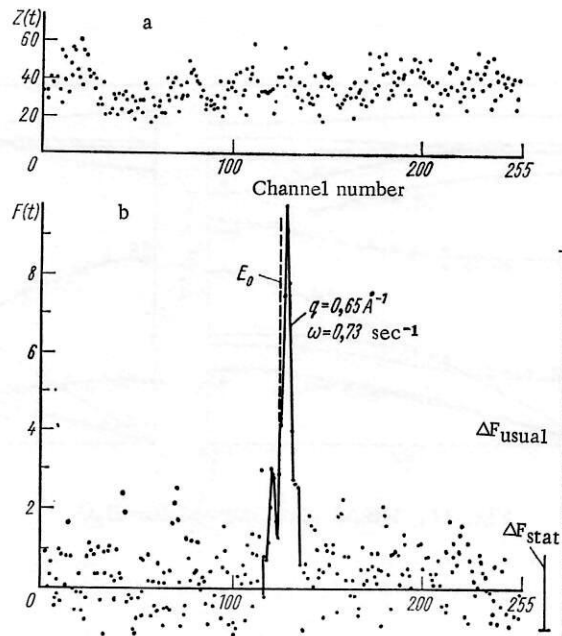 Z(t) a
60
40
20
0 100 200 255
Channel number
F(t) b
8
E₀
q=0,65 Å⁻¹
ω=0,73 sec⁻¹
6
4
ΔFusual
2
ΔFstat
0 100 200 255